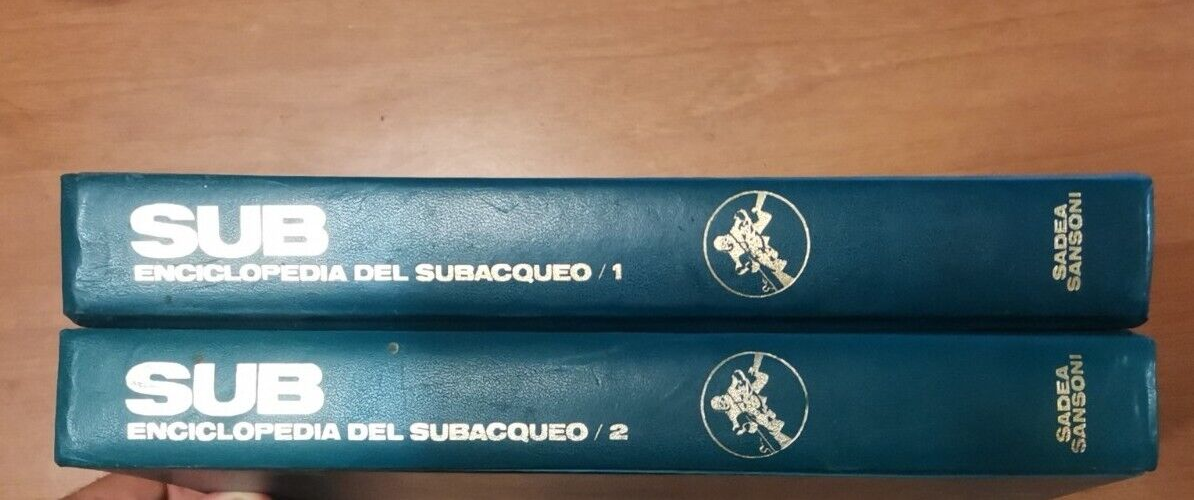 SUB
ENCICLOPEDIA DEL SUBACQUEO / 1
SADEA
SANSONI
SUB
ENCICLOPEDIA DEL SUBACQUEO / 2
SADEA
SANSONI